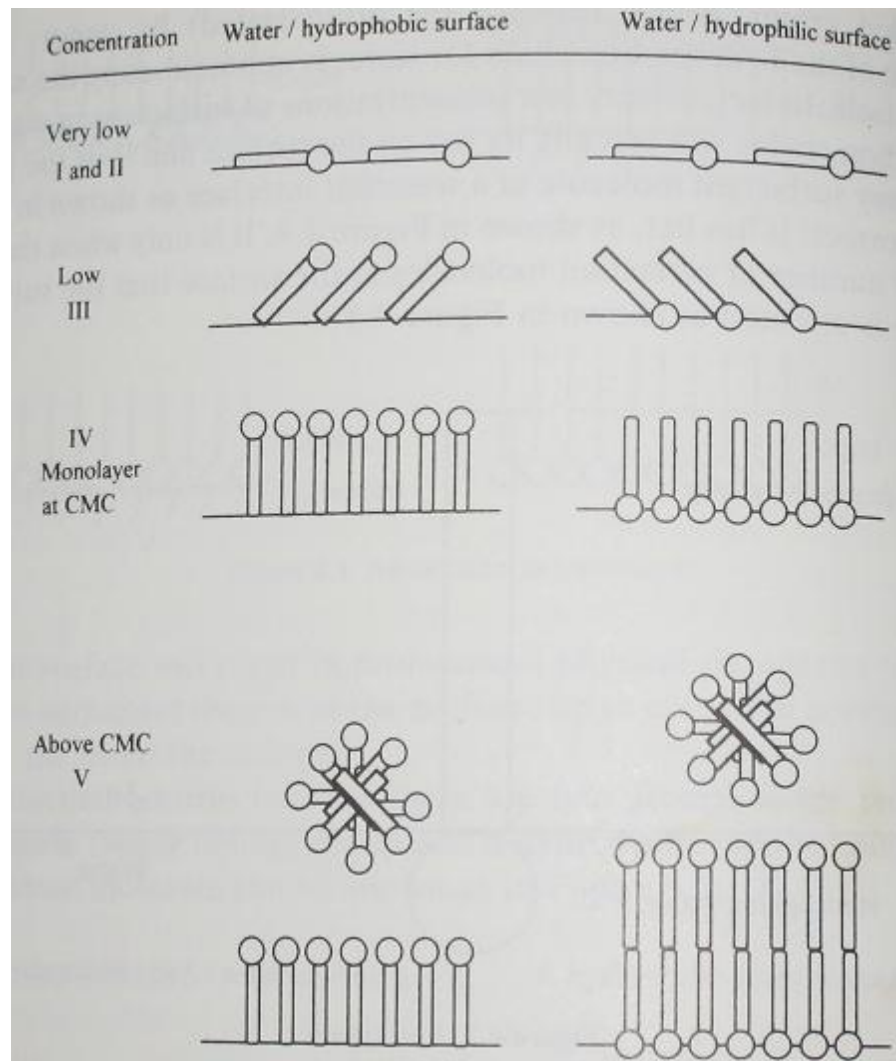 Concentration Water / hydrophobic surface Water / hydrophilic surface
Very low
I and II
Low
III
IV
Monolayer
at CMC
Above CMC
V